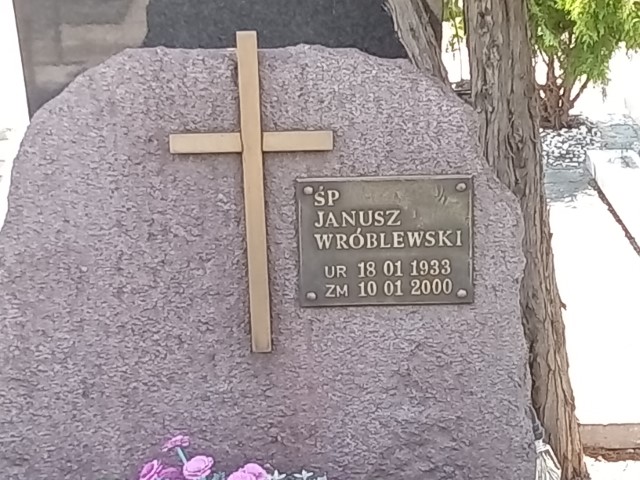 ŚP
JANUSZ
WRÓBLEWSKI
UR 18 01 1933
ZM 10 01 2000